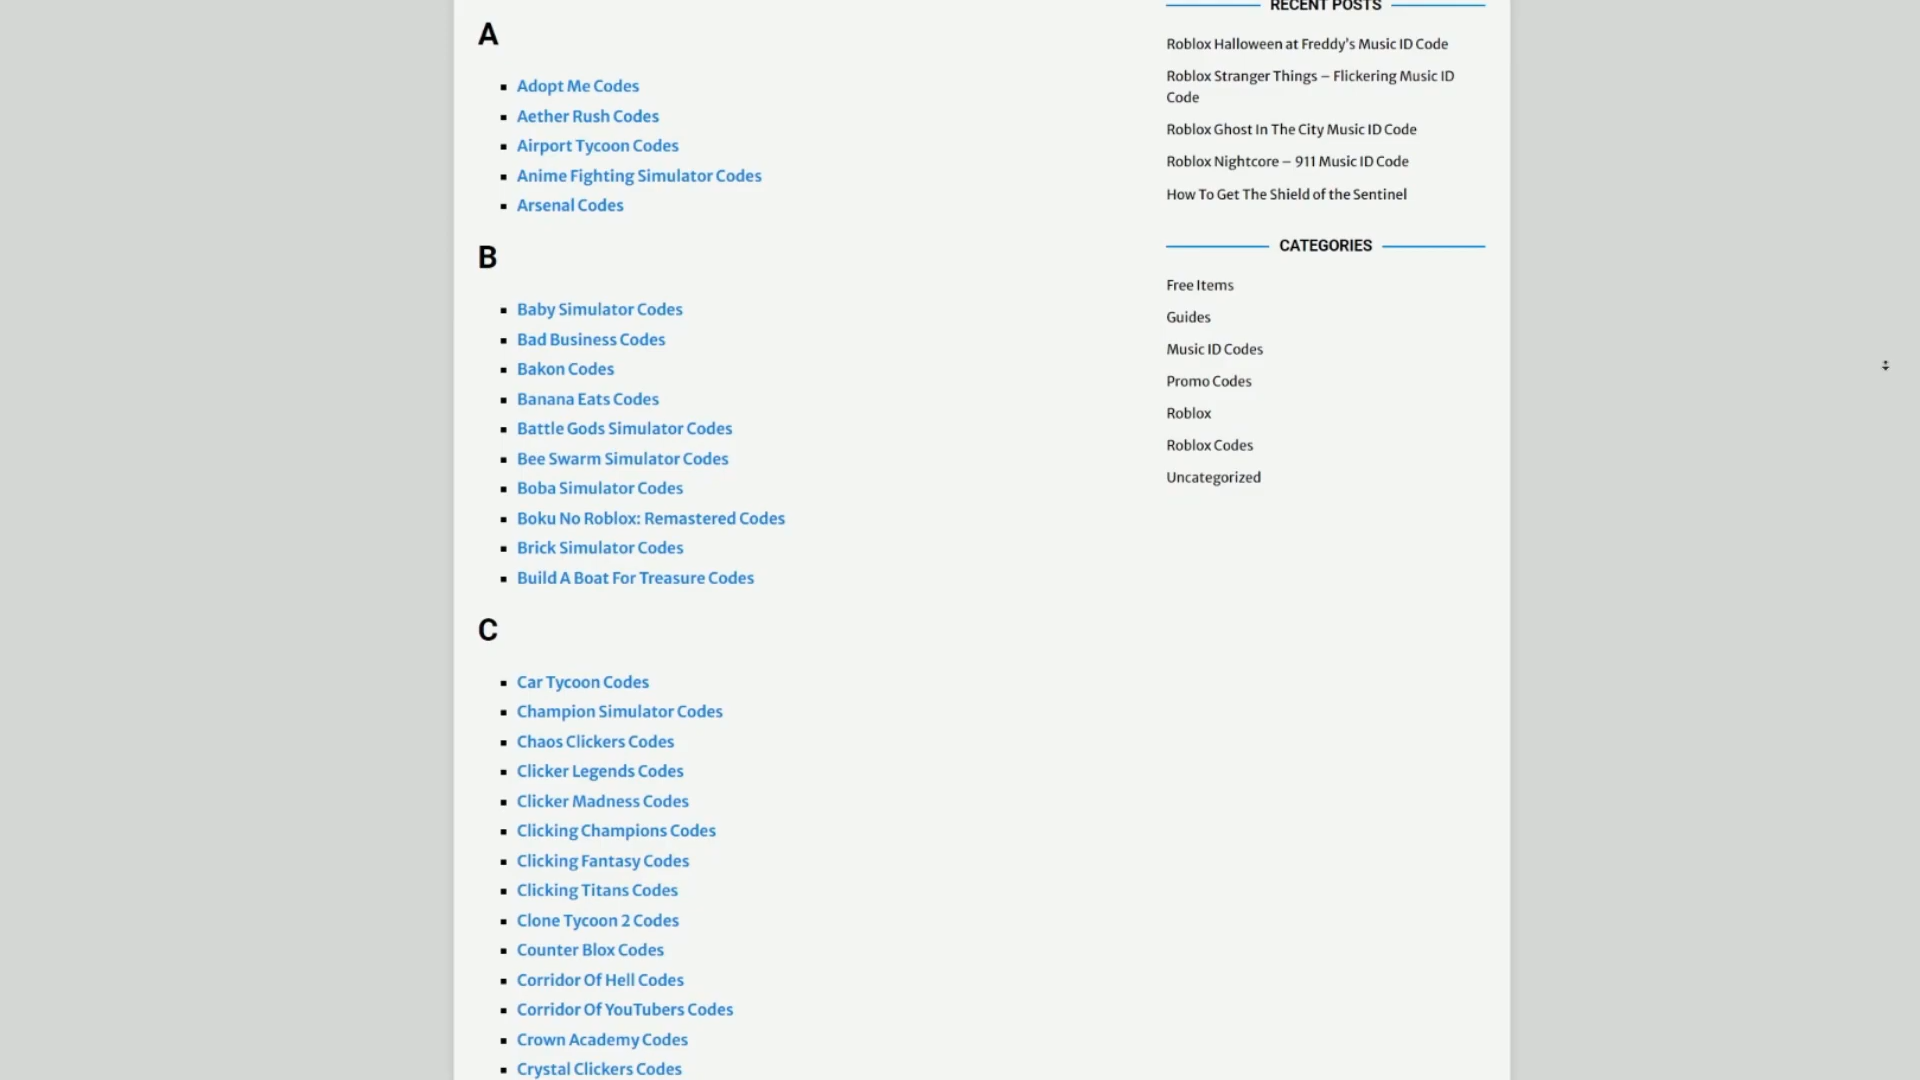 A
Adopt Me Codes
Aether Rush Codes
Airport Tycoon Codes
Anime Fighting Simulator Codes
Arsenal Codes
B
Baby Simulator Codes
Bad Business Codes
Bakon Codes
Banana Eats Codes
Battle Gods Simulator Codes
Bee Swarm Simulator Codes
Boba Simulator Codes
Boku No Roblox: Remastered Codes
Brick Simulator Codes
Build A Boat For Treasure Codes
C
Car Tycoon Codes
Champion Simulator Codes
Chaos Clickers Codes
Clicker Legends Codes
Clicker Madness Codes
Clicking Champions Codes
Clicking Fantasy Codes
Clicking Titans Codes
Clone Tycoon 2 Codes
Counter Blox Codes
Corridor Of Hell Codes
Corridor Of YouTubers Codes
Crown Academy Codes
Crystal Clickers Codes
RECENT POSTS
Roblox Halloween at Freddy’s Music ID Code
Roblox Stranger Things – Flickering Music ID
Code
Roblox Ghost In The City Music ID Code
Roblox Nightcore – 911 Music ID Code
How To Get The Shield of the Sentinel
CATEGORIES
Free Items
Guides
Music ID Codes
Promo Codes
Roblox
Roblox Codes
Uncategorized